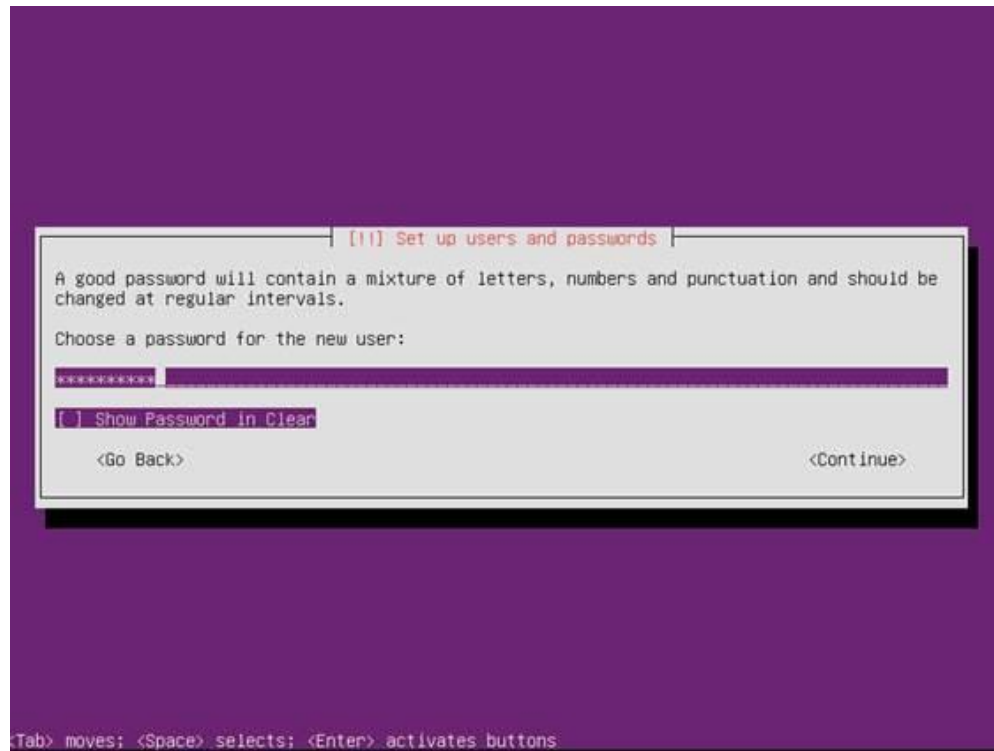 [!!] Set up users and passwords
A good password will contain a mixture of letters, numbers and punctuation and should be
changed at regular intervals.
Choose a password for the new user:
**********
[ ] Show Password in Clear
<Go Back> <Continue>
<Tab> moves; <Space> selects; <Enter> activates buttons